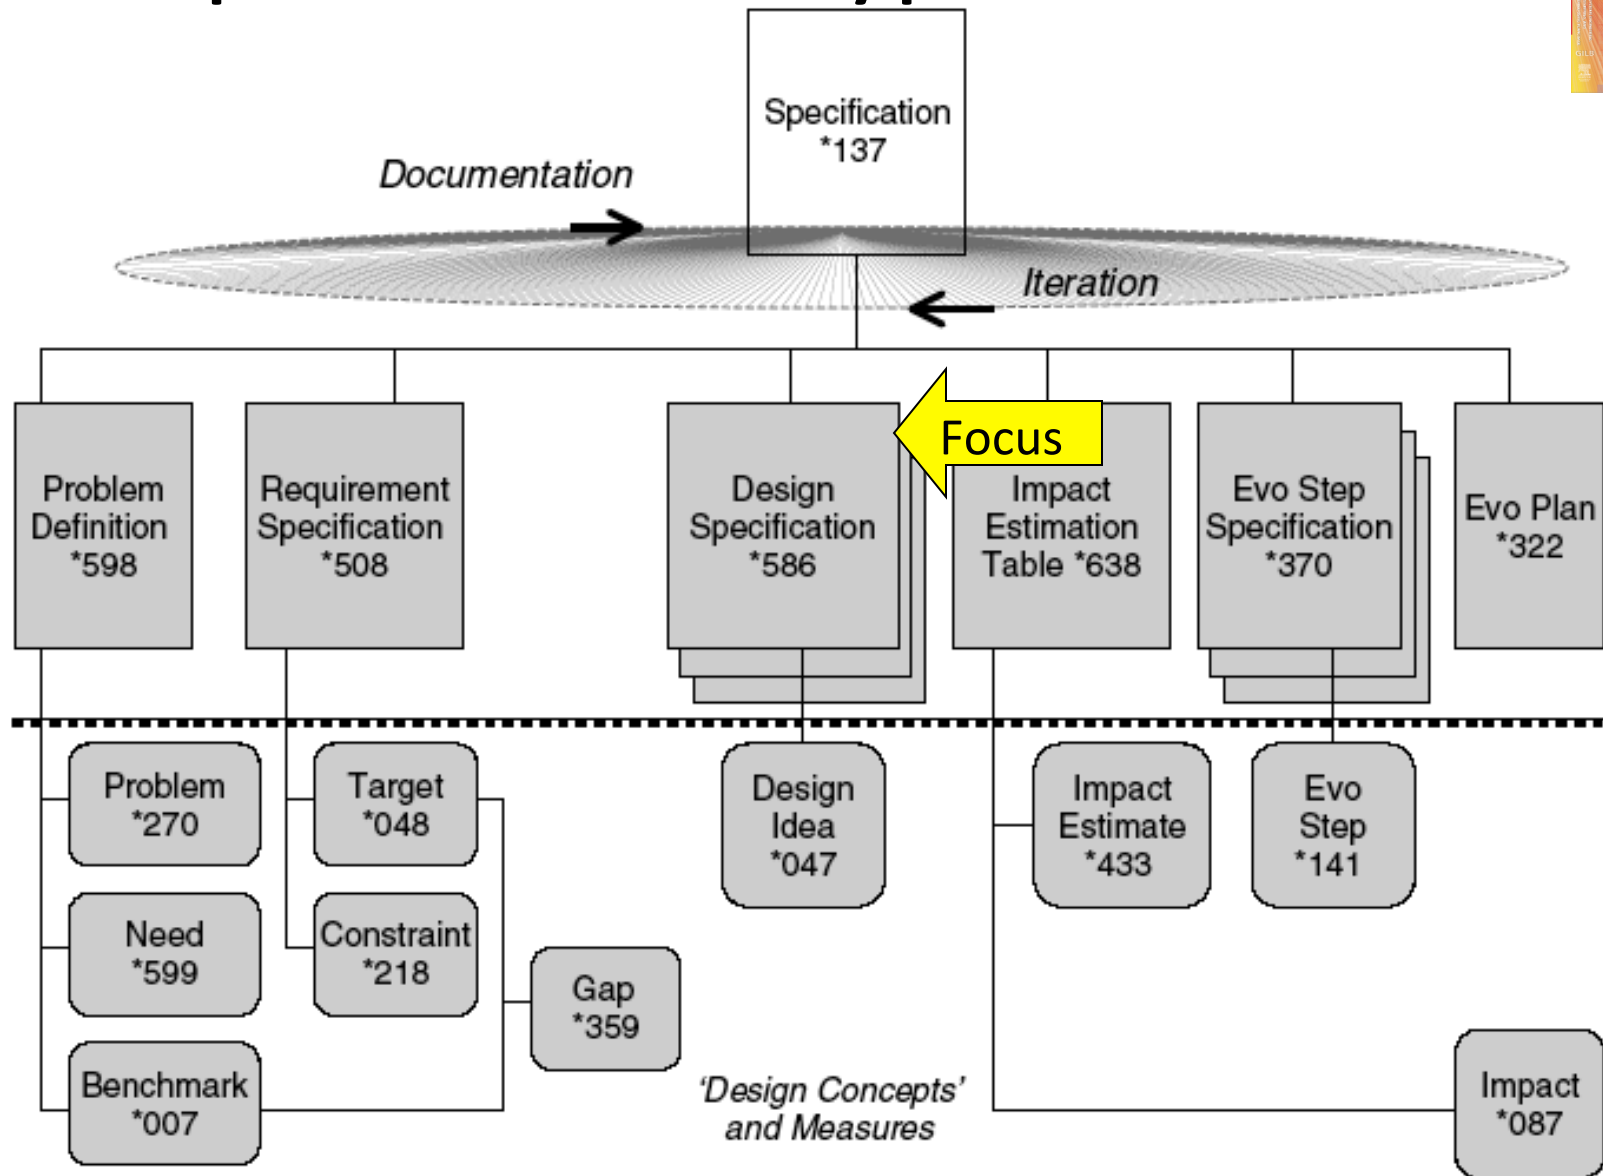 Specification
*137
Documentation
Iteration
Focus
Problem
Definition
*598
Requirement
Specification
*508
Design
Specification
*586
Impact
Estimation
Table *638
Evo Step
Specification
*370
Evo Plan
*322
Problem
*270
Target
*048
Design
Idea
*047
Impact
Estimate
*433
Evo
Step
*141
Need
*599
Constraint
*218
Gap
*359
Benchmark
*007
'Design Concepts'
and Measures
Impact
*087